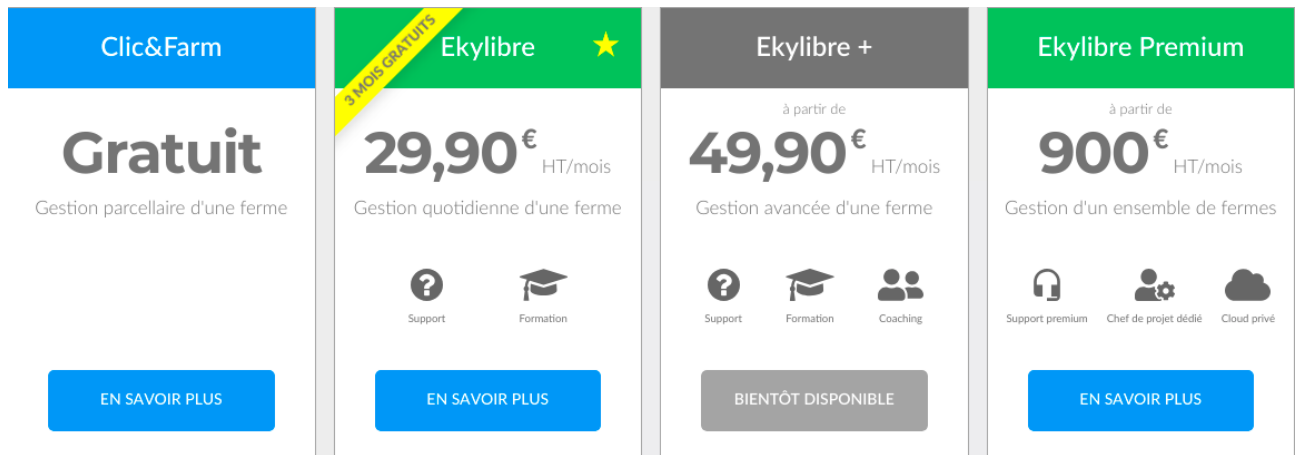 Clic&Farm
Gratuit
Gestion parcellaire d'une ferme
EN SAVOIR PLUS
3 MOIS GRATUITS
Ekylibre
29,90€ HT/mois
Gestion quotidienne d'une ferme
Support Formation
EN SAVOIR PLUS
Ekylibre +
à partir de
49,90€ HT/mois
Gestion avancée d'une ferme
Support Formation Coaching
BIENTÔT DISPONIBLE
Ekylibre Premium
à partir de
900€ HT/mois
Gestion d'un ensemble de fermes
Support premium Chef de projet dédié Cloud privé
EN SAVOIR PLUS